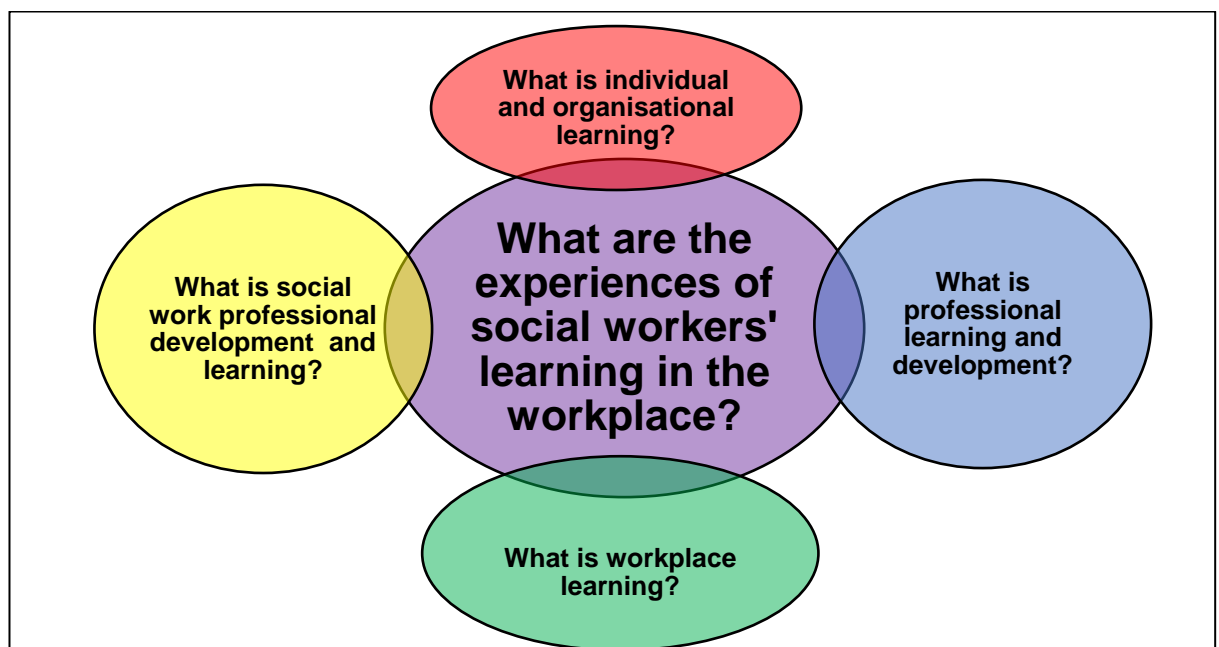 What is individual
and organisational
learning?
What is social
work professional
development and
learning?
What are the
experiences of
social workers'
learning in the
workplace?
What is
professional
learning and
development?
What is workplace
learning?